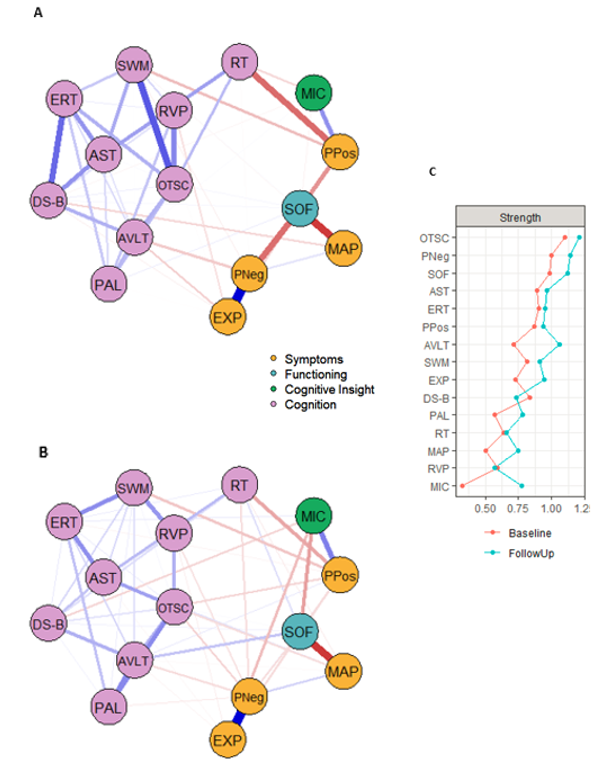 A
SWM
RT
ERT
RVP
MIC
AST
PPos
OTSC
DS-B
SOF
AVLT
MAP
PNeg
PAL
EXP
Symptoms
Functioning
Cognitive Insight
Cognition
B
SWM
RT
ERT
RVP
MIC
AST
PPos
OTSC
DS-B
SOF
AVLT
MAP
PNeg
PAL
EXP
C
Strength
OTSC
PNeg
SOF
AST
ERT
PPos
AVLT
SWM
EXP
DS-B
PAL
RT
MAP
RVP
MIC
0.50 0.75 1.00 1.25
Baseline
FollowUp